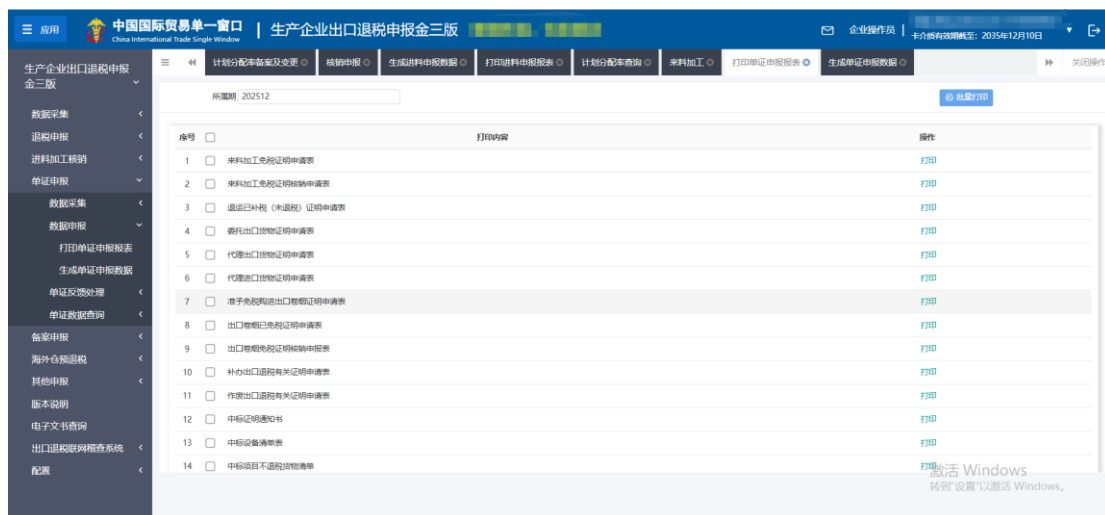 应用
中国国际贸易单一窗口
China International Trade Single Window
生产企业出口退税申报金三版
企业操作员
卡介质有效期截至：2035年12月10日
生产企业出口退税申报金三版
计划分配率备案及变更
核销申报
生成进料申报数据
打印进料申报报表
计划分配率查询
来料加工
打印单证申报报表
生成单证申报数据
关闭操作
数据采集
退税申报
进料加工核销
单证申报
数据采集
数据申报
打印单证申报报表
生成单证申报数据
单证反馈处理
单证数据查询
备案申报
海外仓预退税
其他申报
版本说明
电子文书查询
出口退税联网稽查系统
配置
所属期 202512
批量打印
序号 打印内容 操作
1 来料加工免税证明申请表 打印
2 来料加工免税证明核销申请表 打印
3 退运已补税（未退税）证明申请表 打印
4 委托出口货物证明申请表 打印
5 代理出口货物证明申请表 打印
6 代理进口货物证明申请表 打印
7 准予免税购进出口卷烟证明申请表 打印
8 出口卷烟已免税证明申请表 打印
9 出口卷烟免税证明核销申报表 打印
10 补办出口退税有关证明申请表 打印
11 作废出口退税有关证明申请表 打印
12 中标证明通知书 打印
13 中标设备清单表 打印
14 中标项目不退税货物清单 打印
激活 Windows
转到"设置"以激活 Windows。